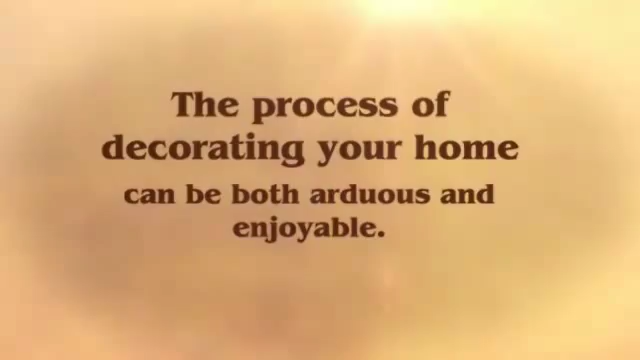 The process of
decorating your home
can be both arduous and
enjoyable.